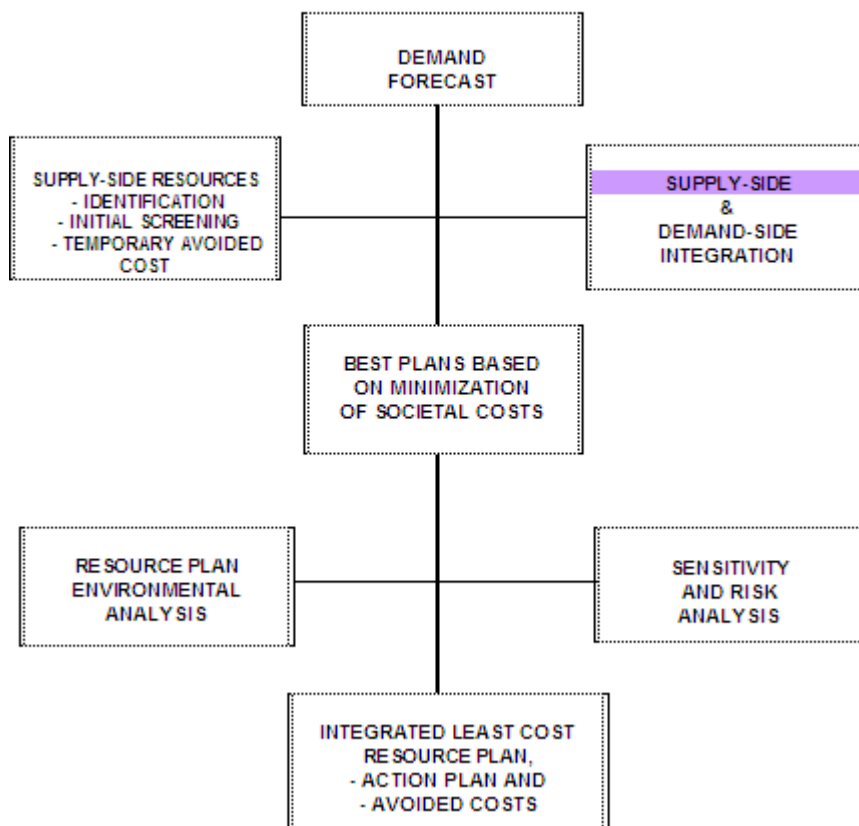 DEMAND
FORECAST
SUPPLY-SIDE RESOURCES
- IDENTIFICATION
- INITIAL SCREENING
- TEMPORARY AVOIDED
COST
SUPPLY-SIDE
&
DEMAND-SIDE
INTEGRATION
BEST PLANS BASED
ON MINIMIZATION
OF SOCIETAL COSTS
RESOURCE PLAN
ENVIRONMENTAL
ANALYSIS
SENSITIVITY
AND RISK
ANALYSIS
INTEGRATED LEAST COST
RESOURCE PLAN,
- ACTION PLAN AND
- AVOIDED COSTS